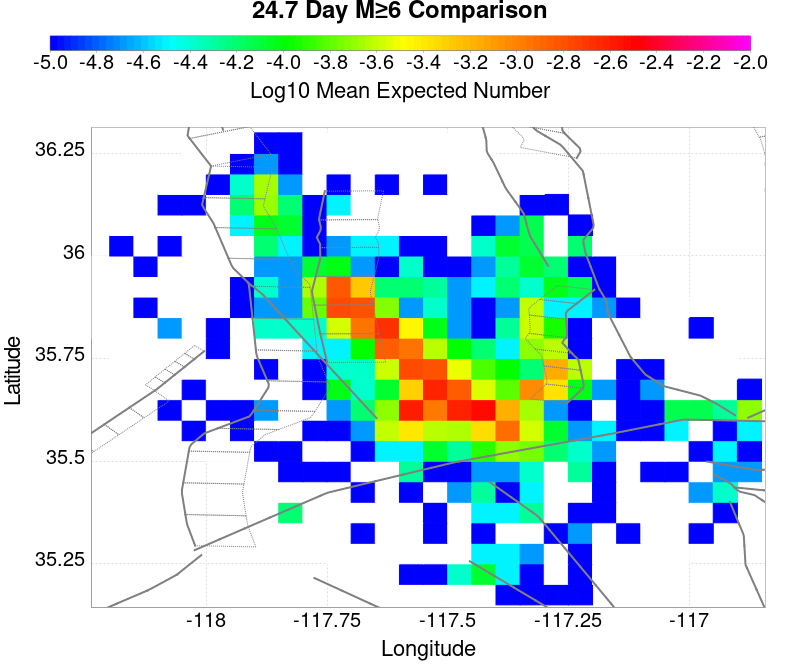 24.7 Day M≥6 Comparison
-5.0 -4.8 -4.6 -4.4 -4.2 -4.0 -3.8 -3.6 -3.4 -3.2 -3.0 -2.8 -2.6 -2.4 -2.2 -2.0
Log10 Mean Expected Number
36.25
36
35.75
35.5
35.25
Latitude
-118 -117.75 -117.5 -117.25 -117
Longitude